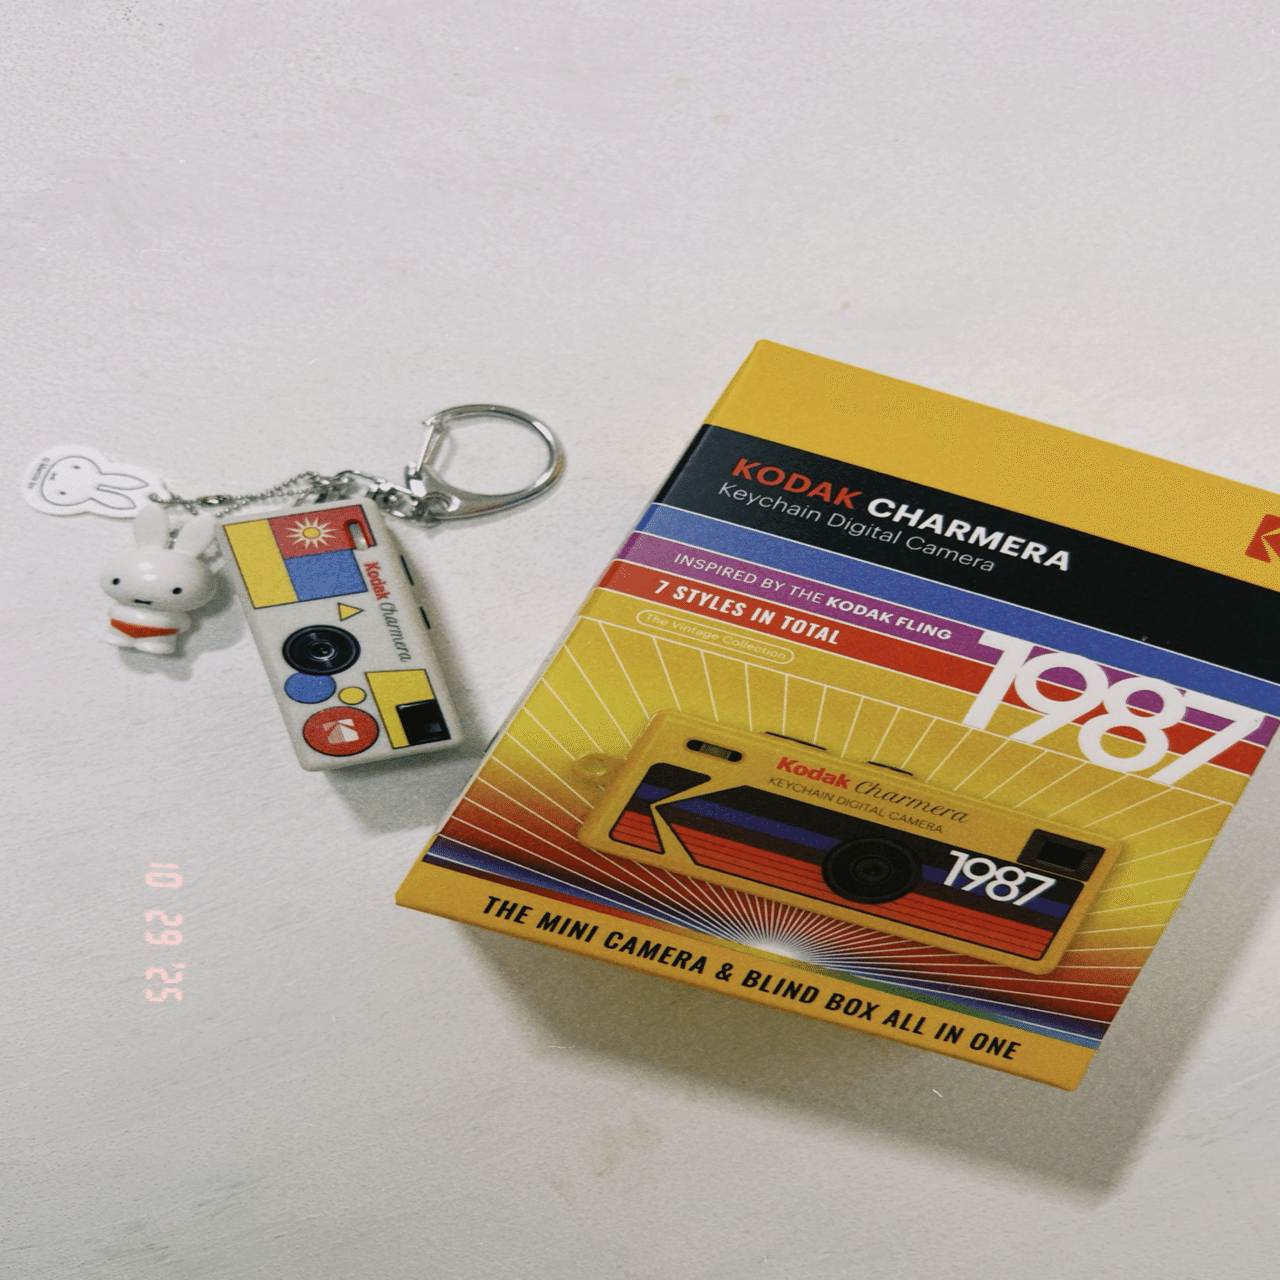 KODAK CHARMERA
Keychain Digital Camera
INSPIRED BY THE KODAK FLING
7 STYLES IN TOTAL
The Vintage Collection
1987
Kodak Charmera
KEYCHAIN DIGITAL CAMERA
1987
THE MINI CAMERA & BLIND BOX ALL IN ONE
Kodak Charmera
10 29 '25